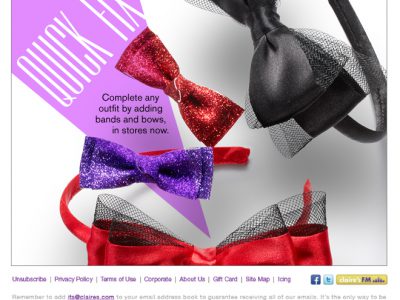 QUICK FIX
Complete any
outfit by adding
bands and bows,
in stores now.
Unsubscribe | Privacy Policy | Terms of Use | Corporate | About Us | Gift Card | Site Map | Icing
claire's FM
Remember to add its@claires.com to your email address book to guarantee receiving all of our emails. It's the only way to be